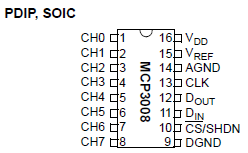 PDIP, SOIC
CH0 1 16 VDD
CH1 2 15 VREF
CH2 3 14 AGND
CH3 4 13 CLK
CH4 5 12 DOUT
CH5 6 11 DIN
CH6 7 10 CS/SHDN
CH7 8 9 DGND
MCP3008